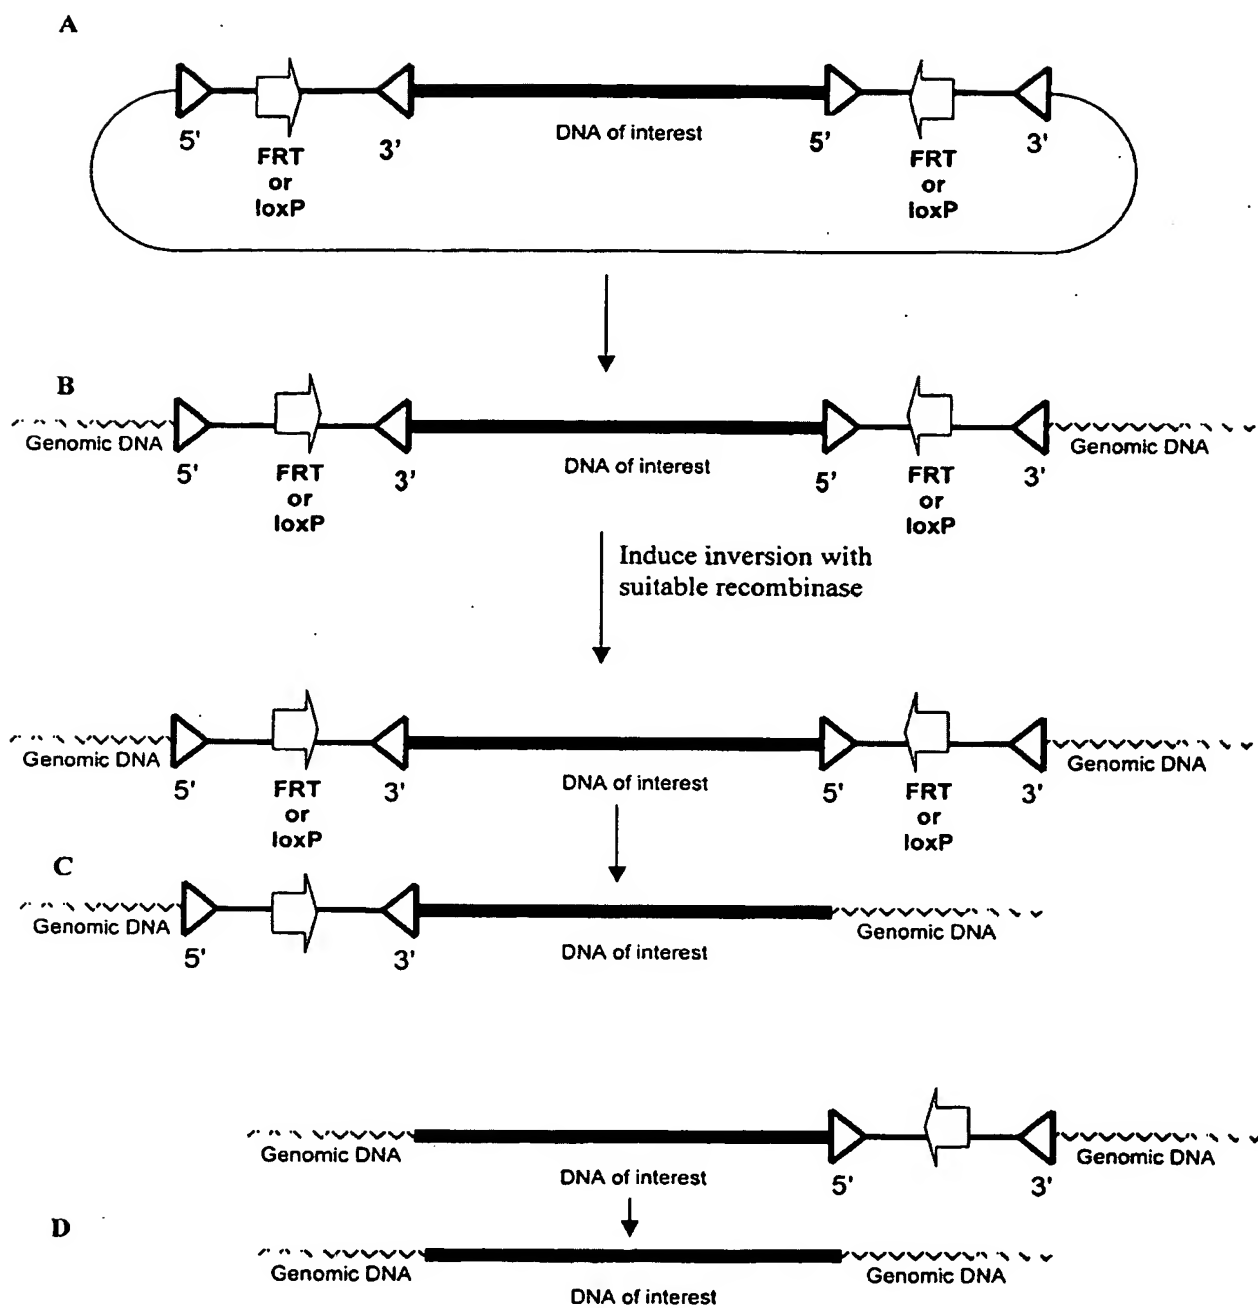 A
5' 3' DNA of interest 5' 3'
FRT FRT
or or
loxP loxP
B
Genomic DNA 5' 3' DNA of interest 5' 3' Genomic DNA
FRT FRT
or or
loxP loxP
Induce inversion with
suitable recombinase
Genomic DNA 5' 3' DNA of interest 5' 3' Genomic DNA
FRT FRT
or or
loxP loxP
C
Genomic DNA 5' 3' DNA of interest Genomic DNA
Genomic DNA DNA of interest 5' 3' Genomic DNA
D
Genomic DNA DNA of interest Genomic DNA